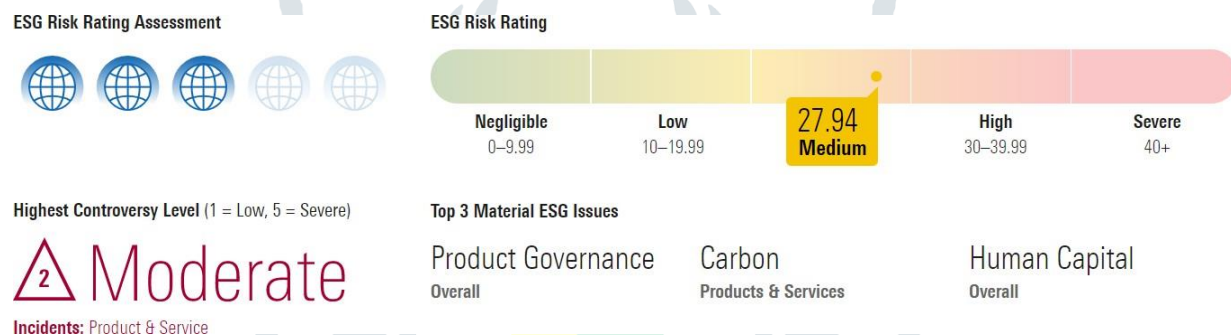 ESG Risk Rating Assessment
ESG Risk Rating
27.94
Medium
Negligible
0–9.99
Low
10–19.99
High
30–39.99
Severe
40+
Highest Controversy Level (1 = Low, 5 = Severe)
2 Moderate
Incidents: Product & Service
Top 3 Material ESG Issues
Product Governance
Overall
Carbon
Products & Services
Human Capital
Overall